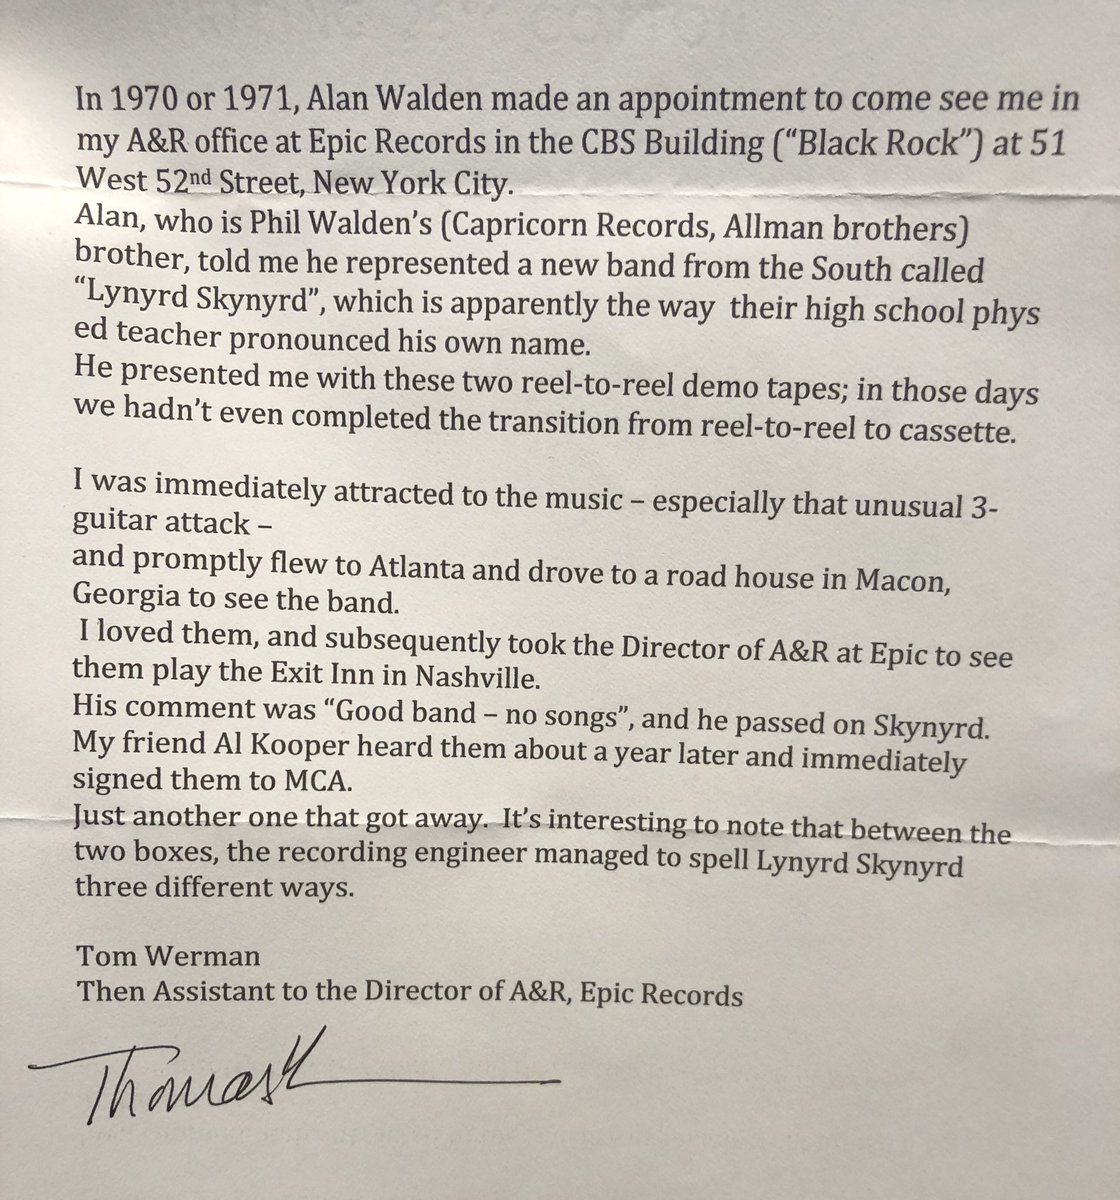 In 1970 or 1971, Alan Walden made an appointment to come see me in
my A&R office at Epic Records in the CBS Building (“Black Rock”) at 51
West 52nd Street, New York City.
Alan, who is Phil Walden’s (Capricorn Records, Allman brothers)
brother, told me he represented a new band from the South called
“Lynyrd Skynyrd”, which is apparently the way  their high school phys
ed teacher pronounced his own name.
He presented me with these two reel-to-reel demo tapes; in those days
we hadn’t even completed the transition from reel-to-reel to cassette.
I was immediately attracted to the music – especially that unusual 3-
guitar attack –
and promptly flew to Atlanta and drove to a road house in Macon,
Georgia to see the band.
I loved them, and subsequently took the Director of A&R at Epic to see
them play the Exit Inn in Nashville.
His comment was “Good band – no songs”, and he passed on Skynyrd.
My friend Al Kooper heard them about a year later and immediately
signed them to MCA.
Just another one that got away.  It’s interesting to note that between the
two boxes, the recording engineer managed to spell Lynyrd Skynyrd
three different ways.
Tom Werman
Then Assistant to the Director of A&R, Epic Records